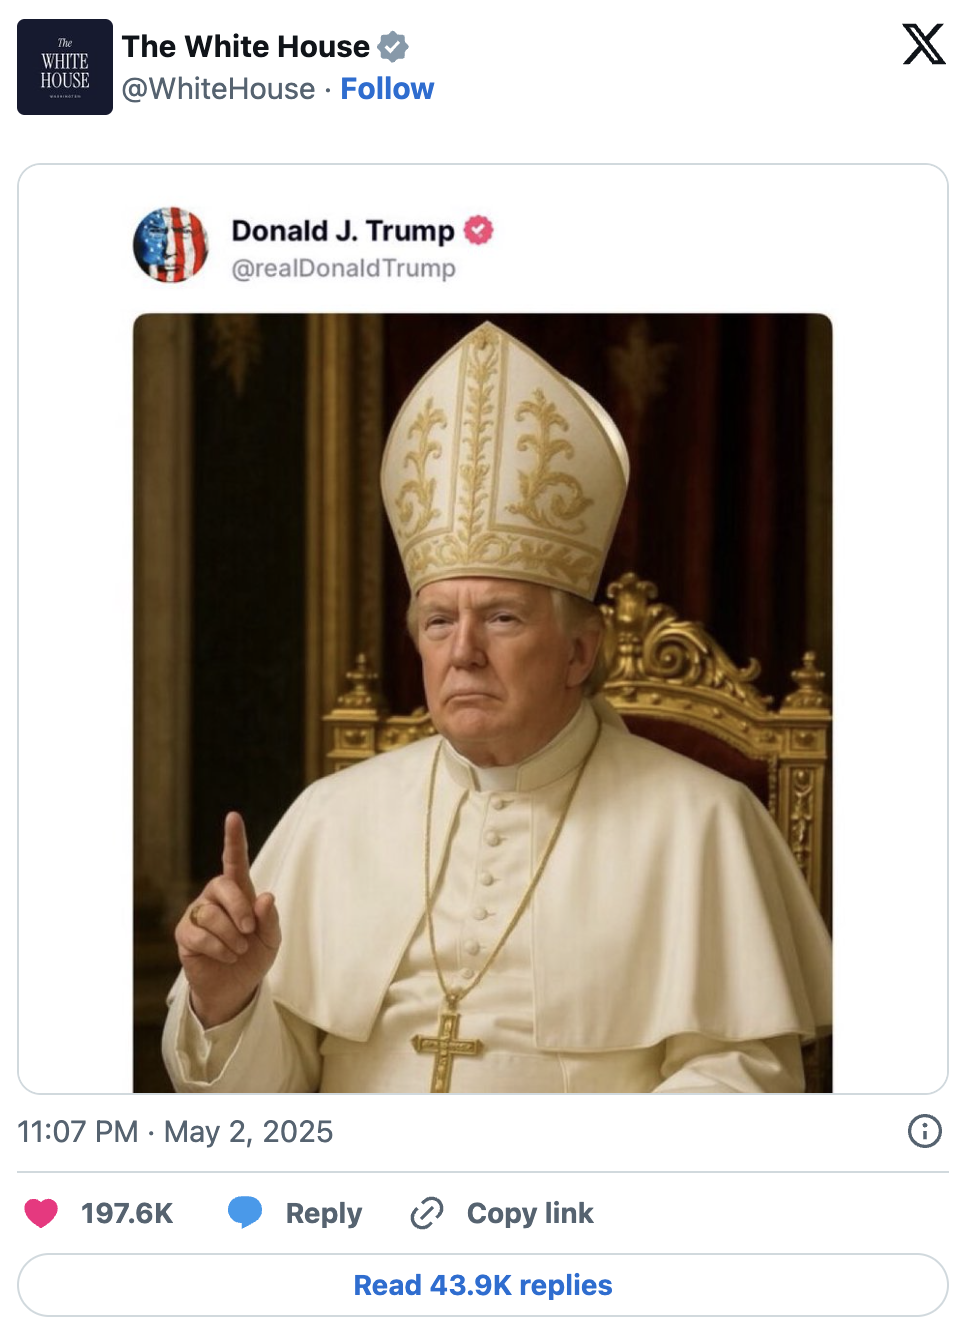 The
WHITE
HOUSE
WASHINGTON
The White House
@WhiteHouse · Follow
Donald J. Trump
@realDonaldTrump
11:07 PM · May 2, 2025
197.6K Reply Copy link
Read 43.9K replies